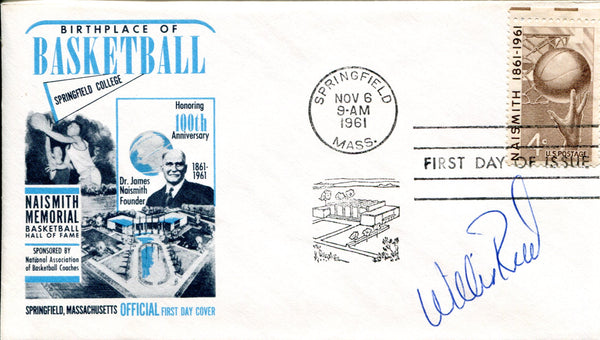 BIRTHPLACE OF
BASKETBALL
SPRINGFIELD COLLEGE
Honoring
100th
Anniversary
1861-
1961
Dr. James
Naismith
Founder
NAISMITH
MEMORIAL
BASKETBALL
HALL OF FAME
SPONSORED BY
National Association
of Basketball Coaches
SPRINGFIELD, MASSACHUSETTS OFFICIAL FIRST DAY COVER
SPRINGFIELD
NOV 6
9-AM
1961
MASS.
NAISMITH 1861-1961
4¢
U.S. POSTAGE
FIRST DAY OF ISSUE
Willis Reed